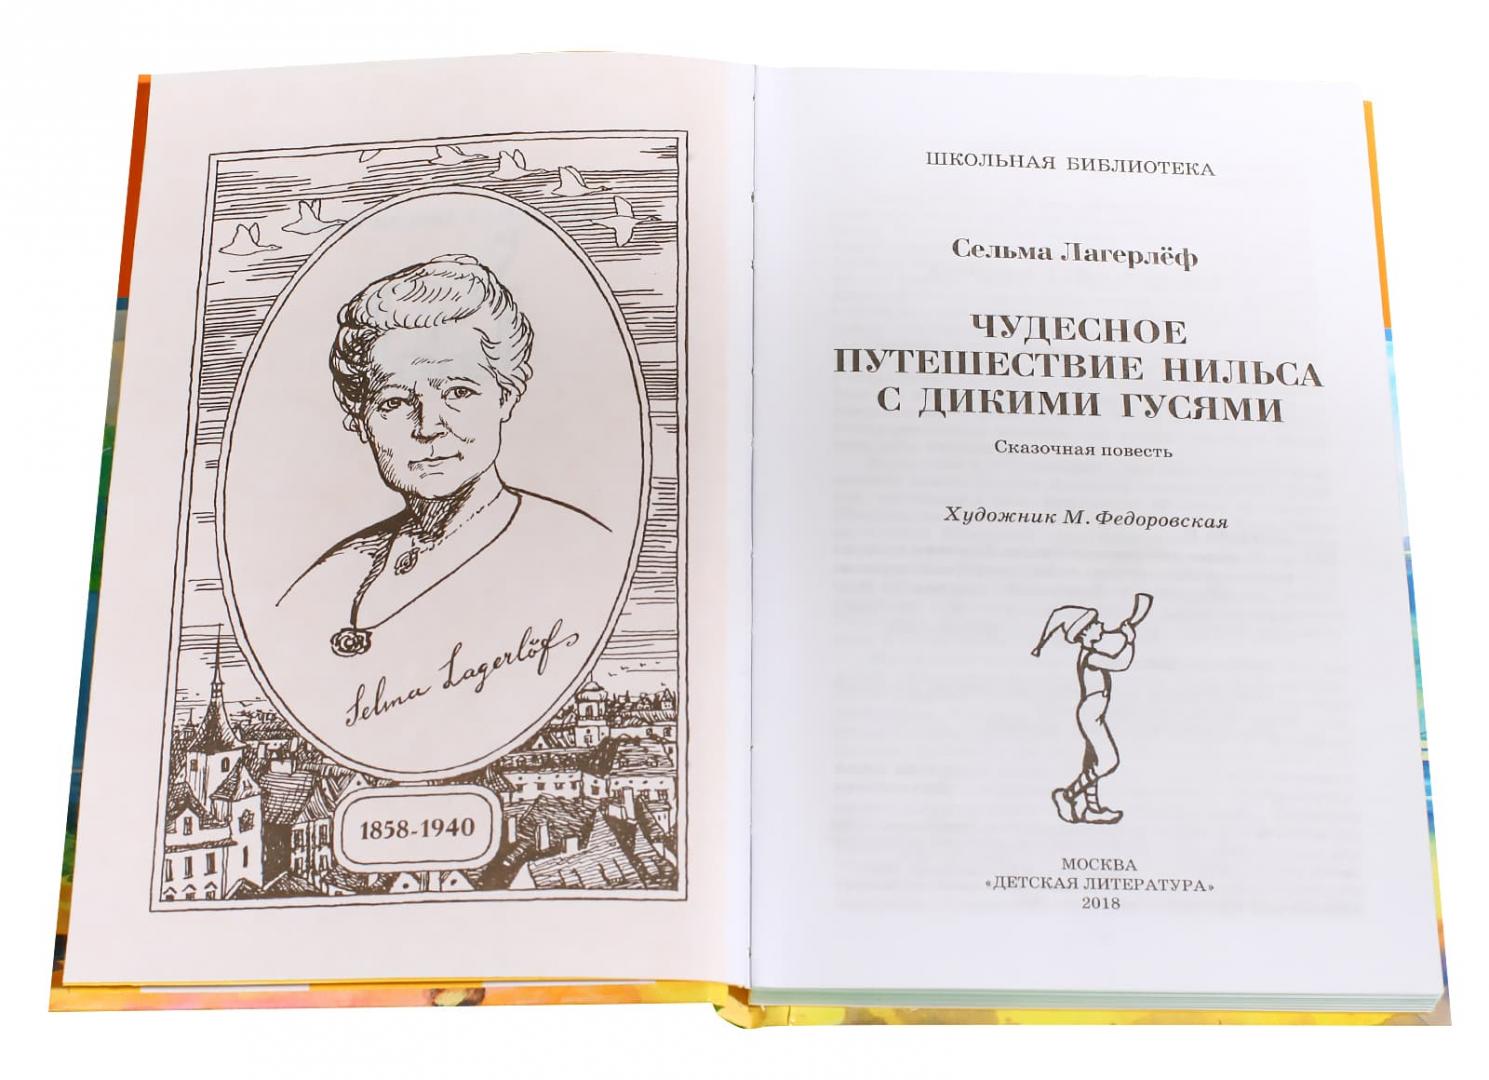 Selma Lagerlöf
1858-1940
ШКОЛЬНАЯ БИБЛИОТЕКА
Сельма Лагерлёф
ЧУДЕСНОЕ
ПУТЕШЕСТВИЕ НИЛЬСА
С ДИКИМИ ГУСЯМИ
Сказочная повесть
Художник М. Федоровская
МОСКВА
«ДЕТСКАЯ ЛИТЕРАТУРА»
2018